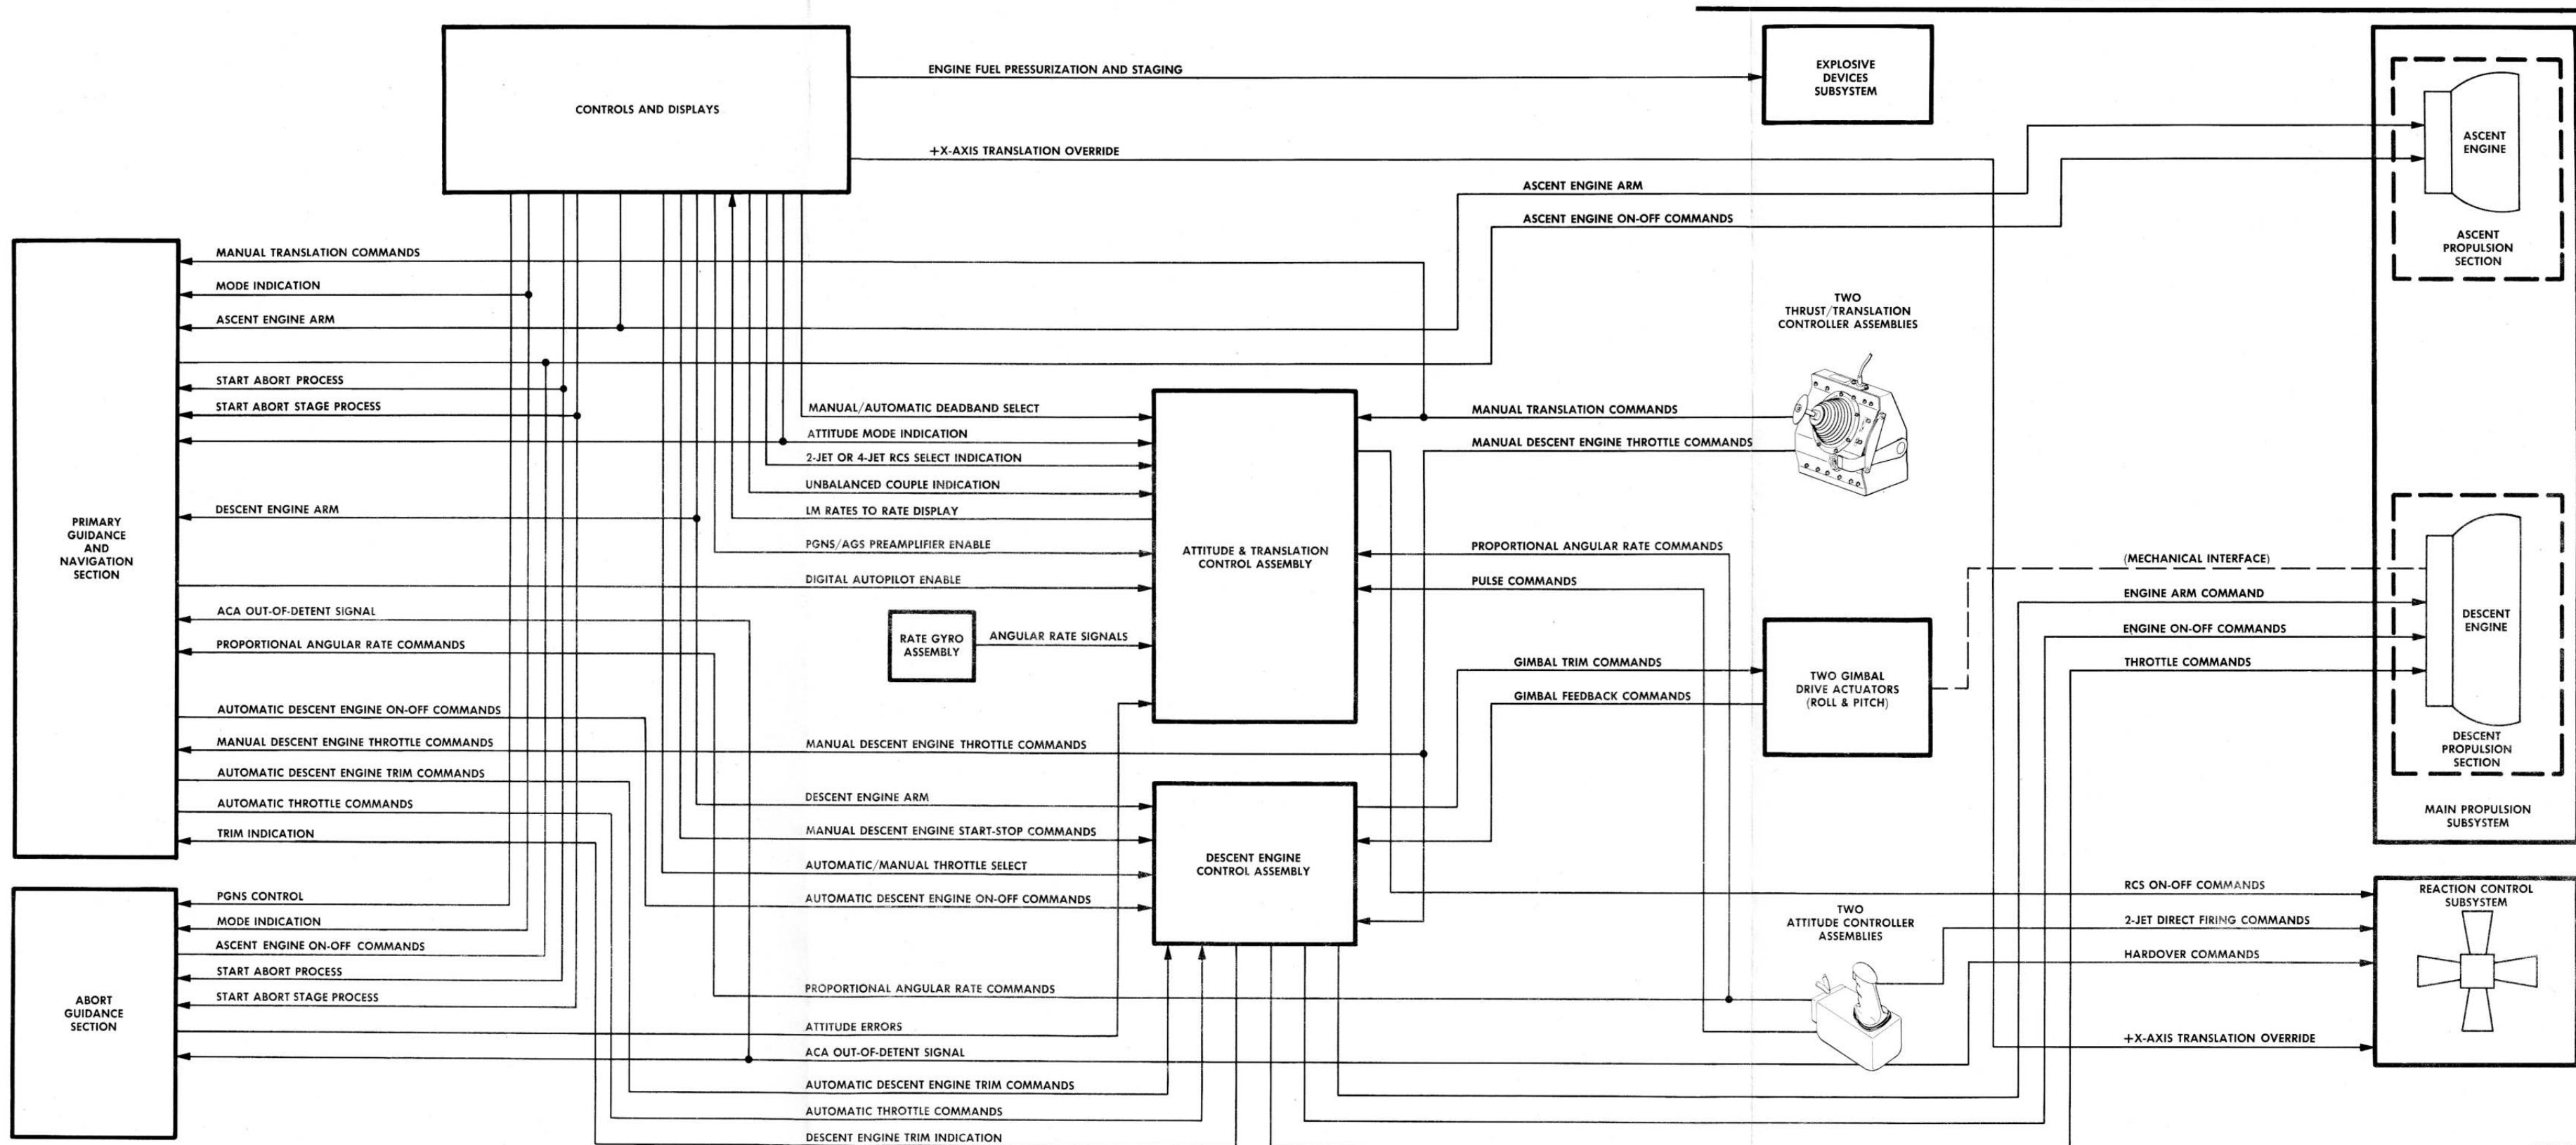 ENGINE FUEL PRESSURIZATION AND STAGING
EXPLOSIVE
DEVICES
SUBSYSTEM
CONTROLS AND DISPLAYS
+X-AXIS TRANSLATION OVERRIDE
ASCENT
ENGINE
ASCENT ENGINE ARM
ASCENT ENGINE ON-OFF COMMANDS
ASCENT
PROPULSION
SECTION
MANUAL TRANSLATION COMMANDS
MODE INDICATION
ASCENT ENGINE ARM
START ABORT PROCESS
START ABORT STAGE PROCESS
DESCENT ENGINE ARM
PRIMARY
GUIDANCE
AND
NAVIGATION
SECTION
ACA OUT-OF-DETENT SIGNAL
PROPORTIONAL ANGULAR RATE COMMANDS
AUTOMATIC DESCENT ENGINE ON-OFF COMMANDS
MANUAL DESCENT ENGINE THROTTLE COMMANDS
AUTOMATIC DESCENT ENGINE TRIM COMMANDS
AUTOMATIC THROTTLE COMMANDS
TRIM INDICATION
TWO
THRUST/TRANSLATION
CONTROLLER ASSEMBLIES
MANUAL/AUTOMATIC DEADBAND SELECT
ATTITUDE MODE INDICATION
2-JET OR 4-JET RCS SELECT INDICATION
UNBALANCED COUPLE INDICATION
LM RATES TO RATE DISPLAY
PGNS/AGS PREAMPLIFIER ENABLE
DIGITAL AUTOPILOT ENABLE
RATE GYRO
ASSEMBLY
ANGULAR RATE SIGNALS
ATTITUDE & TRANSLATION
CONTROL ASSEMBLY
MANUAL TRANSLATION COMMANDS
MANUAL DESCENT ENGINE THROTTLE COMMANDS
PROPORTIONAL ANGULAR RATE COMMANDS
PULSE COMMANDS
GIMBAL TRIM COMMANDS
GIMBAL FEEDBACK COMMANDS
TWO GIMBAL
DRIVE ACTUATORS
(ROLL & PITCH)
(MECHANICAL INTERFACE)
ENGINE ARM COMMAND
ENGINE ON-OFF COMMANDS
THROTTLE COMMANDS
DESCENT
ENGINE
DESCENT
PROPULSION
SECTION
MAIN PROPULSION
SUBSYSTEM
MANUAL DESCENT ENGINE THROTTLE COMMANDS
DESCENT ENGINE ARM
MANUAL DESCENT ENGINE START-STOP COMMANDS
AUTOMATIC/MANUAL THROTTLE SELECT
AUTOMATIC DESCENT ENGINE ON-OFF COMMANDS
DESCENT ENGINE
CONTROL ASSEMBLY
PGNS CONTROL
MODE INDICATION
ASCENT ENGINE ON-OFF COMMANDS
START ABORT PROCESS
START ABORT STAGE PROCESS
ABORT
GUIDANCE
SECTION
PROPORTIONAL ANGULAR RATE COMMANDS
ATTITUDE ERRORS
ACA OUT-OF-DETENT SIGNAL
AUTOMATIC DESCENT ENGINE TRIM COMMANDS
AUTOMATIC THROTTLE COMMANDS
DESCENT ENGINE TRIM INDICATION
TWO
ATTITUDE CONTROLLER
ASSEMBLIES
RCS ON-OFF COMMANDS
2-JET DIRECT FIRING COMMANDS
HARDOVER COMMANDS
+X-AXIS TRANSLATION OVERRIDE
REACTION CONTROL
SUBSYSTEM